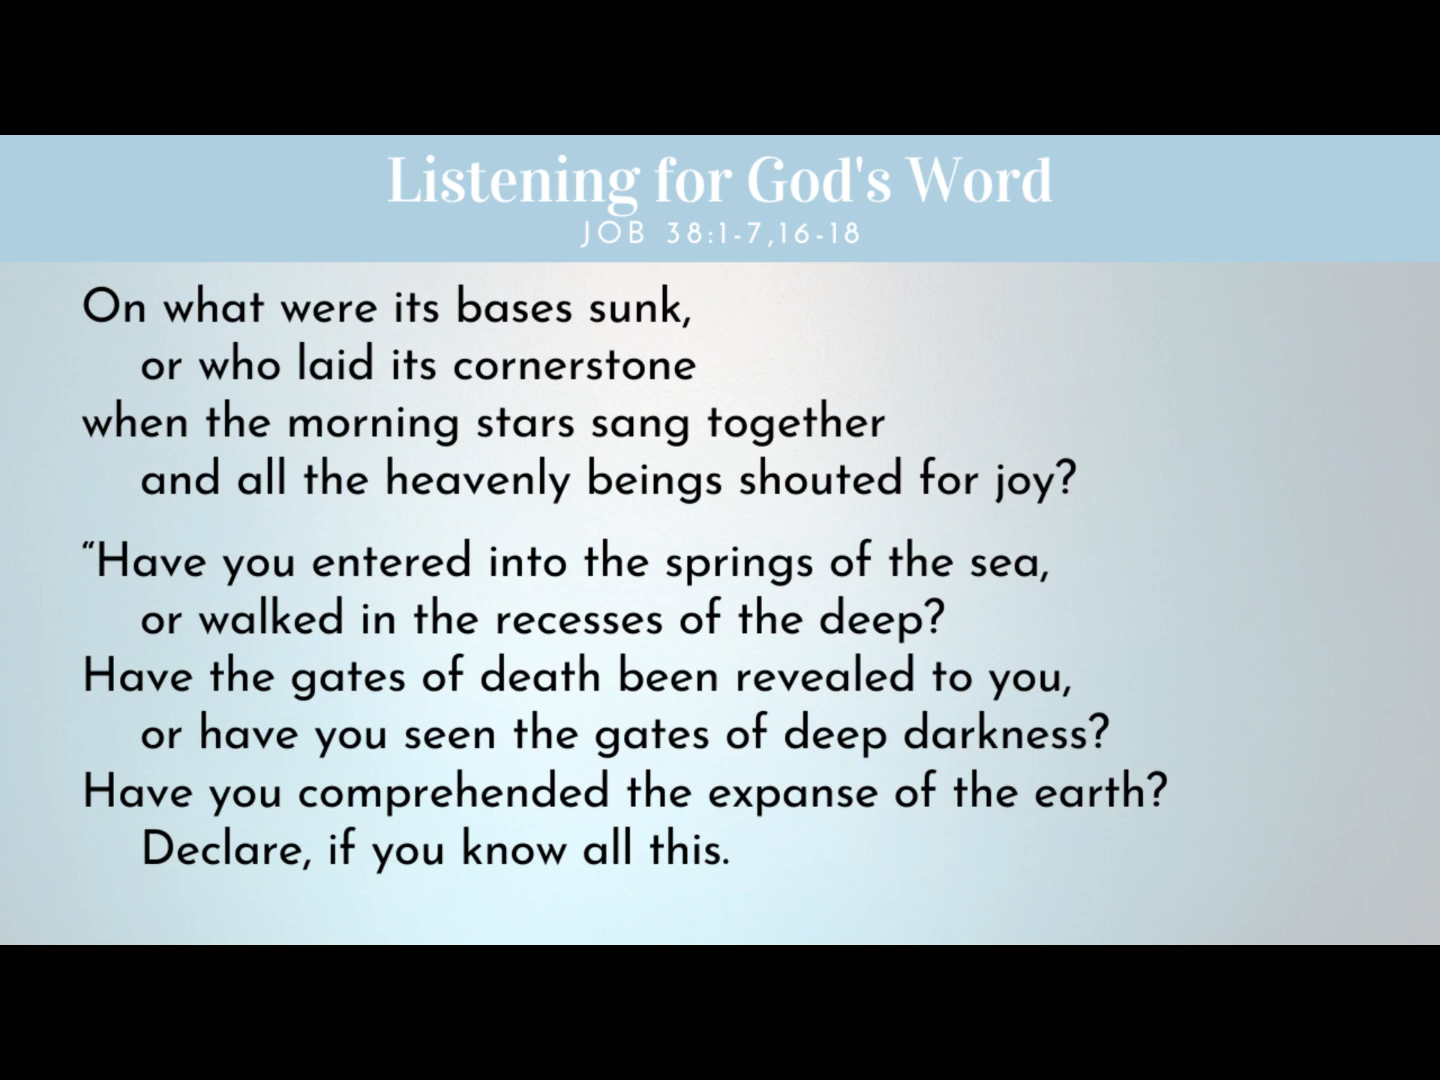 Listening for God's Word
JOB 38:1-7,16-18
On what were its bases sunk,
or who laid its cornerstone
when the morning stars sang together
and all the heavenly beings shouted for joy?
“Have you entered into the springs of the sea,
or walked in the recesses of the deep?
Have the gates of death been revealed to you,
or have you seen the gates of deep darkness?
Have you comprehended the expanse of the earth?
Declare, if you know all this.